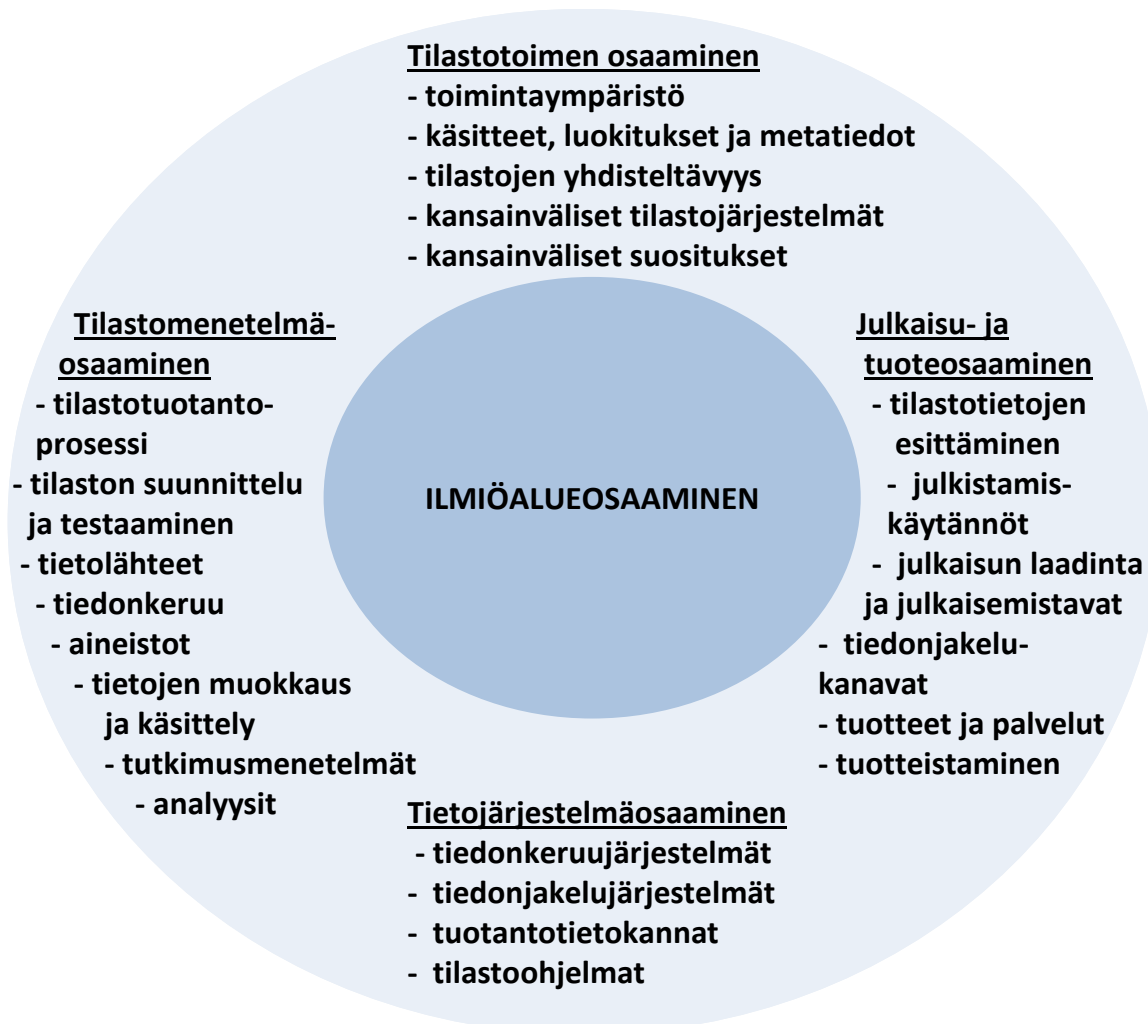 Tilastotoimen osaaminen
- toimintaympäristö
- käsitteet, luokitukset ja metatiedot
- tilastojen yhdisteltävyys
- kansainväliset tilastojärjestelmät
- kansainväliset suositukset
Tilastomenetelmä-
osaaminen
- tilastotuotanto-
prosessi
- tilaston suunnittelu
ja testaaminen
- tietolähteet
- tiedonkeruu
- aineistot
- tietojen muokkaus
ja käsittely
- tutkimusmenetelmät
- analyysit
ILMIÖALUEOSAAMINEN
Julkaisu- ja
tuoteosaaminen
- tilastotietojen
esittäminen
- julkistamis-
käytännöt
- julkaisun laadinta
ja julkaisemistavat
- tiedonjakelu-
kanavat
- tuotteet ja palvelut
- tuotteistaminen
Tietojärjestelmäosaaminen
- tiedonkeruujärjestelmät
- tiedonjakelujärjestelmät
- tuotantotietokannat
- tilastoohjelmat